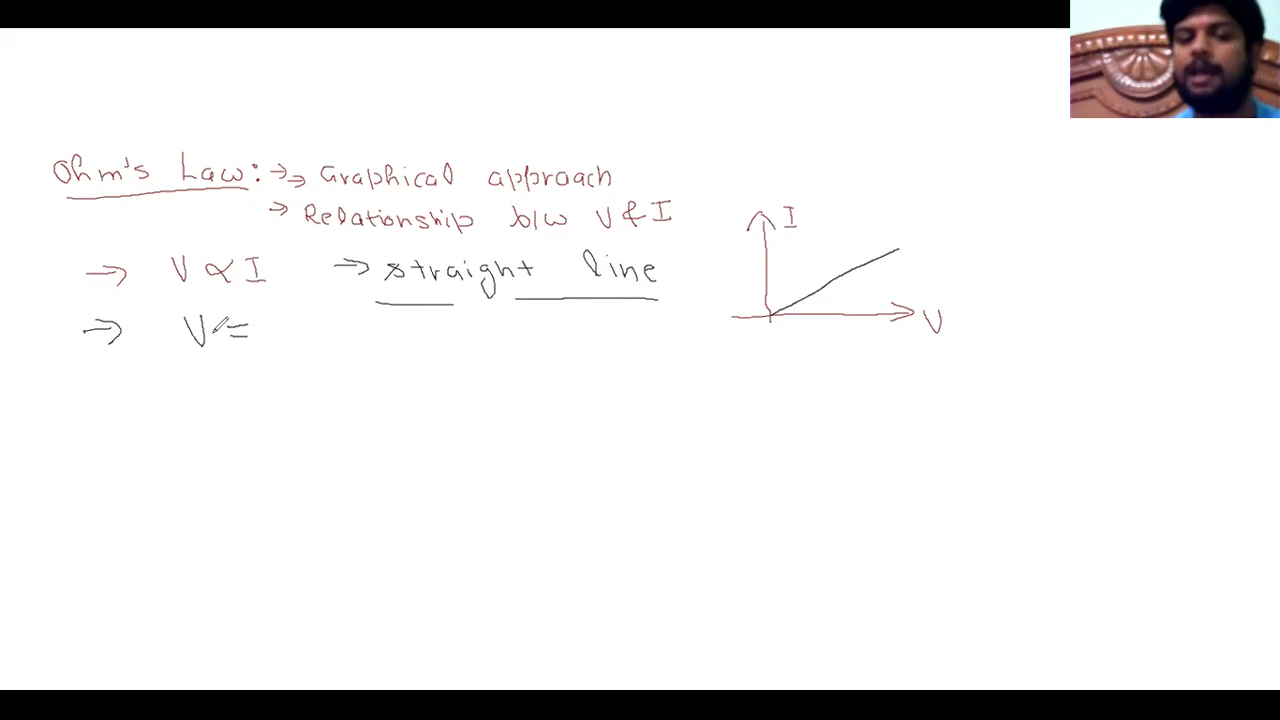 Ohm's Law: →→ Graphical approach
→ Relationship b/w V & I
→ V ∝ I → straight line
→ V =
I
V